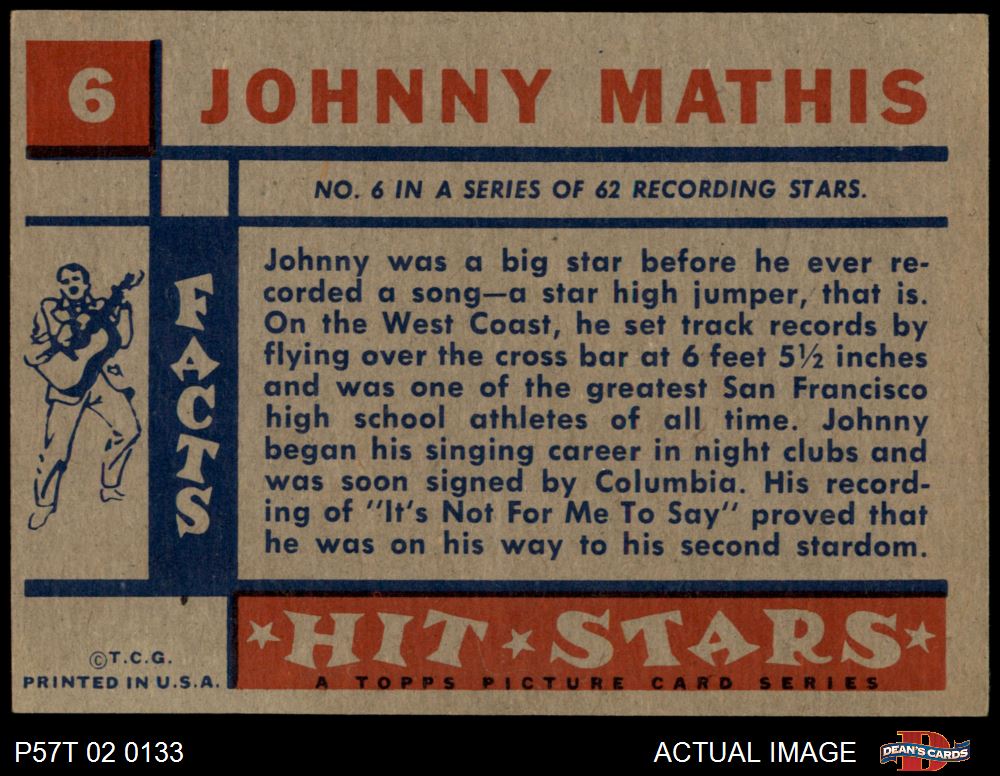 6
JOHNNY MATHIS
NO. 6 IN A SERIES OF 62 RECORDING STARS.
FACTS
Johnny was a big star before he ever re-
corded a song—a star high jumper, that is.
On the West Coast, he set track records by
flying over the cross bar at 6 feet 5½ inches
and was one of the greatest San Francisco
high school athletes of all time. Johnny
began his singing career in night clubs and
was soon signed by Columbia. His record-
ing of "It's Not For Me To Say" proved that
he was on his way to his second stardom.
HIT STARS
A TOPPS PICTURE CARD SERIES
©T.C.G.
PRINTED IN U.S.A.
P57T 02 0133
ACTUAL IMAGE
D
DEAN'S CARDS